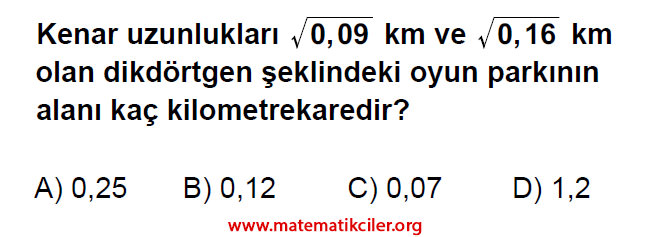 Kenar uzunlukları √0,09 km ve √0,16 km
olan dikdörtgen şeklindeki oyun parkının
alanı kaç kilometrekaredir?
A) 0,25 B) 0,12 C) 0,07 D) 1,2
www.matematikciler.org